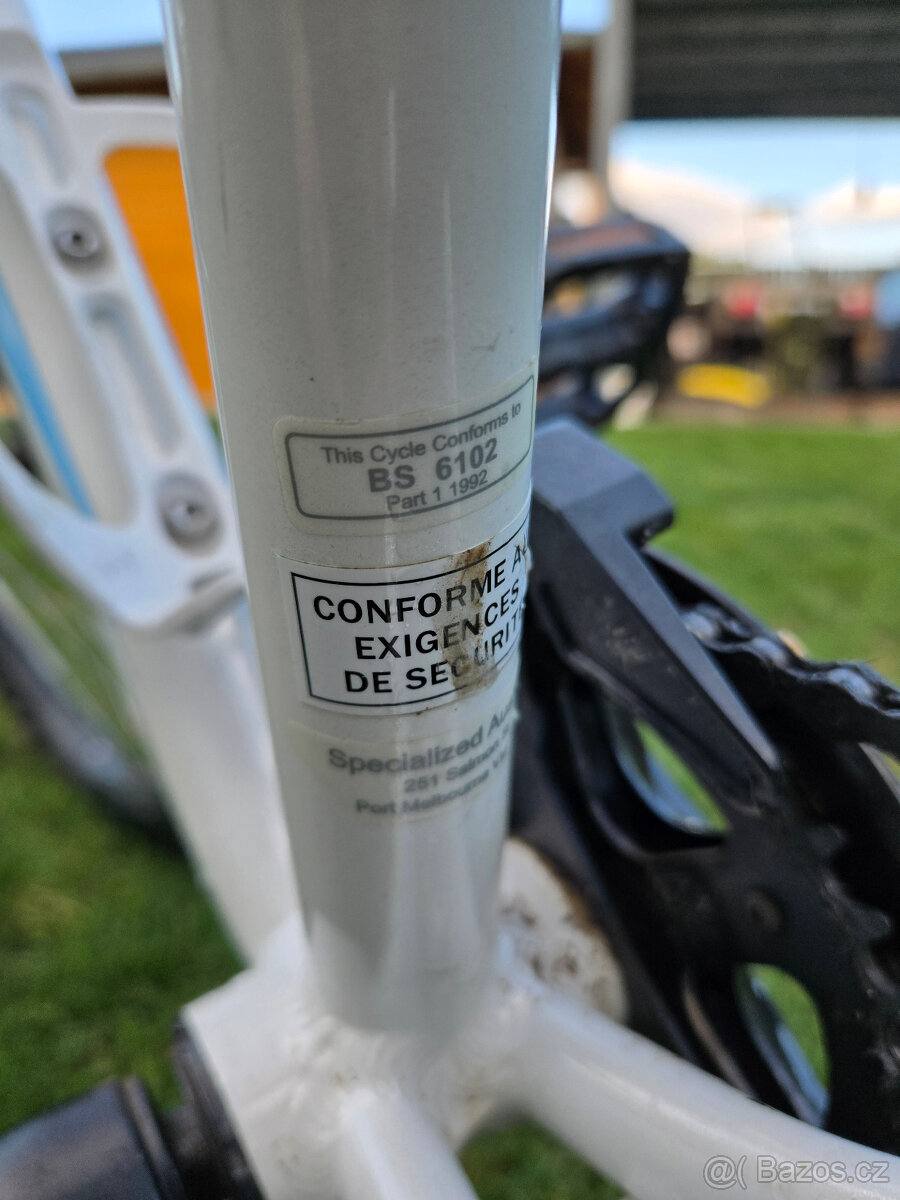 This Cycle Conforms to
BS 6102
Part 1 1992
CONFORME A
EXIGENCES
DE SECURIT
Specialized Aus
251 Salmon
Port Melbourne
@( Bazos.cz